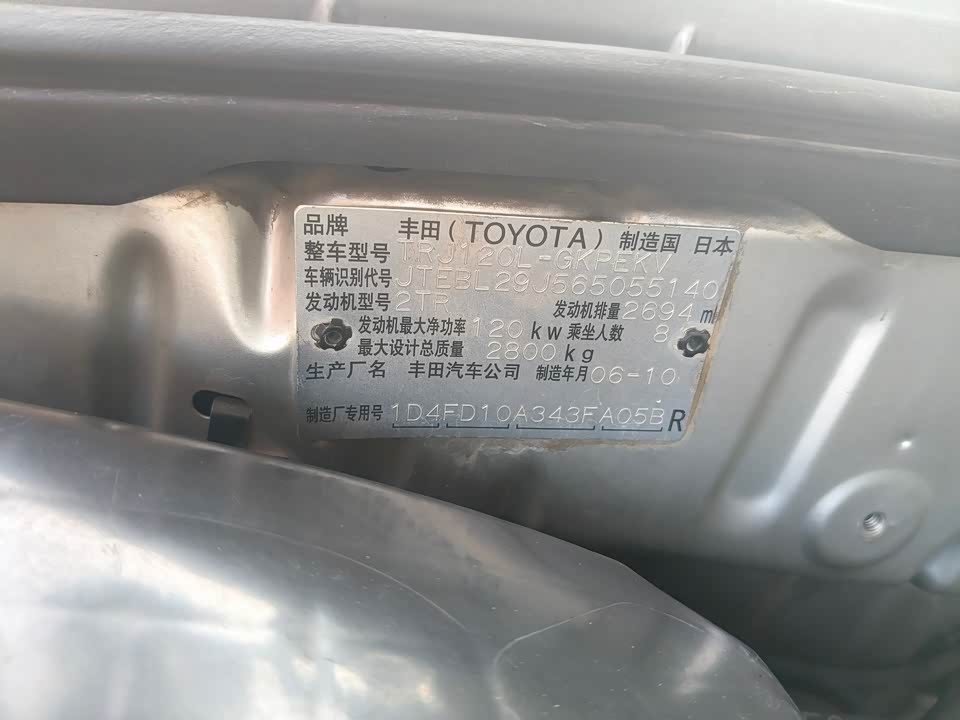 品牌 丰田(TOYOTA) 制造国 日本
整车型号 TRJ120L-GKPEKV
车辆识别代号 JTEBL29J565055140
发动机型号 2TR 发动机排量 2694 ml
发动机最大净功率 120 kw 乘坐人数 8
最大设计总质量 2800 kg
生产厂名 丰田汽车公司 制造年月 06-10
制造厂专用号 1D4FD10A343FA05B R